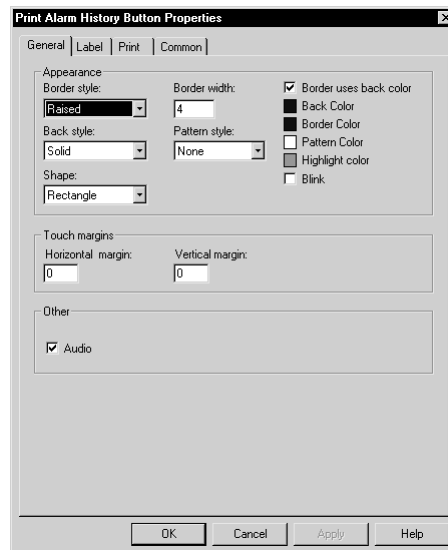 Print Alarm History Button Properties
General Label Print Common
Appearance
Border style: Border width: Border uses back color
Raised 4 Back Color
Border Color
Back style: Pattern style: Pattern Color
Solid None Highlight color
Shape: Blink
Rectangle
Touch margins
Horizontal margin: Vertical margin:
0 0
Other
Audio
OK Cancel Apply Help